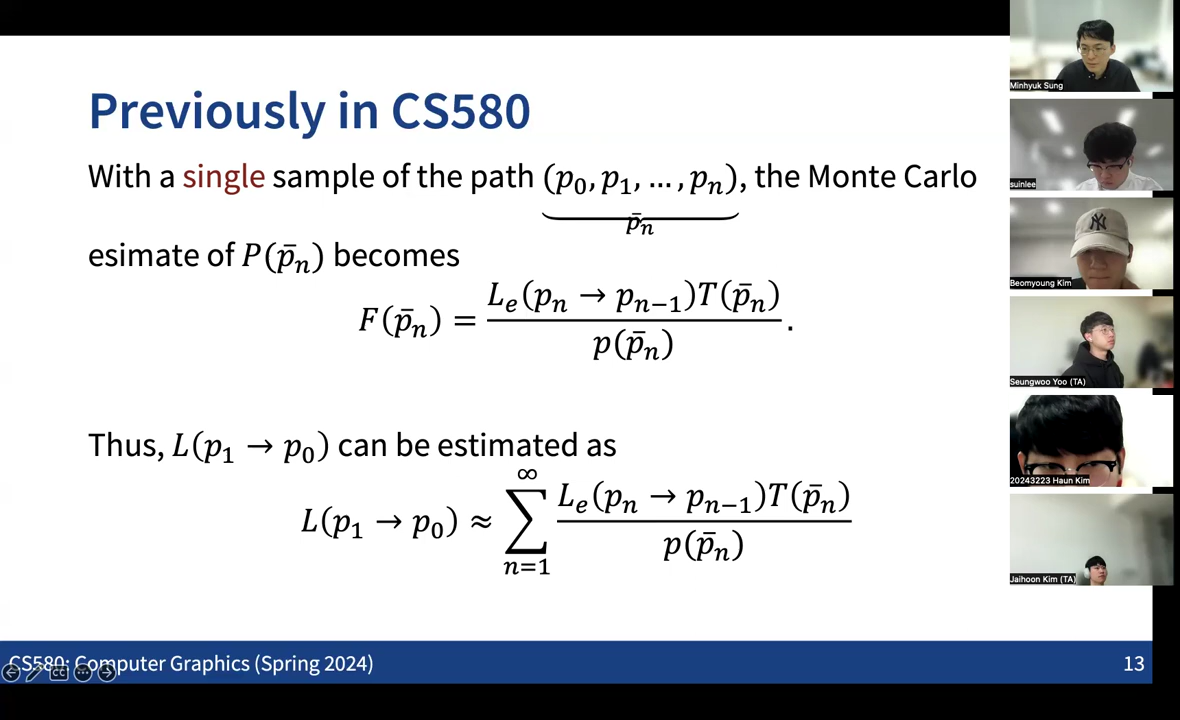 Previously in CS580
With a single sample of the path (p₀, p₁, … , pₙ), the Monte Carlo
p̄ₙ
esimate of P(p̄ₙ) becomes
F(p̄ₙ) = Lₑ(pₙ → pₙ₋₁)T(p̄ₙ) / p(p̄ₙ) .
Thus, L(p₁ → p₀) can be estimated as
L(p₁ → p₀) ≈ ∑ₙ₌₁^∞ Lₑ(pₙ → pₙ₋₁)T(p̄ₙ) / p(p̄ₙ)
CS580: Computer Graphics (Spring 2024)
13
Minhyuk Sung
suinlee
Beomyoung Kim
Seungwoo Yoo (TA)
20243223 Haun Kim
Jaihoon Kim (TA)
NY
CC